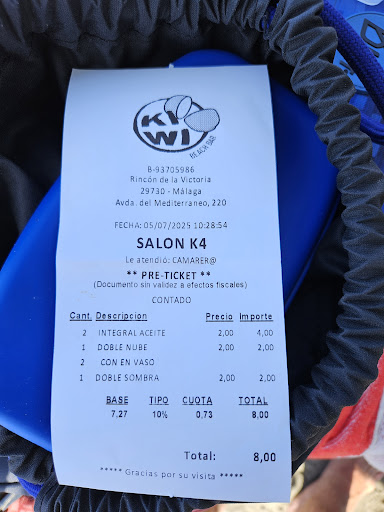 KI
WI
BEACH BAR
B-93705986
Rincón de la Victoria
29730 - Málaga
Avda. del Mediterraneo, 220
FECHA: 05/07/2025 10:28:54
SALON K4
Le atendió: CAMARER@
** PRE-TICKET **
(Documento sin validez a efectos fiscales)
CONTADO
Cant. Descripcion Precio Importe
2 INTEGRAL ACEITE 2,00 4,00
1 DOBLE NUBE 2,00 2,00
2 CON EN VASO
1 DOBLE SOMBRA 2,00 2,00
BASE TIPO CUOTA TOTAL
7,27 10% 0,73 8,00
Total: 8,00
***** Gracias por su visita *****